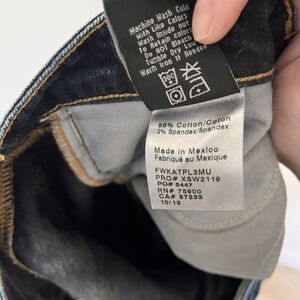 Machine Wash Cold
With Like Colors
Wash Inside Out
To Retain Colors
Do Not Bleach
Tumble Dry Low
Warm Iron If Needed
98% Cotton/Coton
2% Spandex/Spandex
Made in Mexico
Fabriqué au Mexique
FWKATPL3MU
PRO# XSW2119
PO# 5447
RN# 75900
CA# 57233
10/13